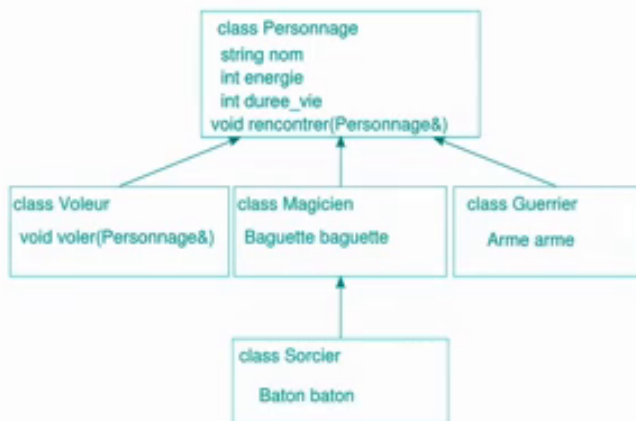 class Personnage
string nom
int energie
int duree_vie
void rencontrer(Personnage&)
class Voleur
void voler(Personnage&)
class Magicien
Baguette baguette
class Guerrier
Arme arme
class Sorcier
Baton baton